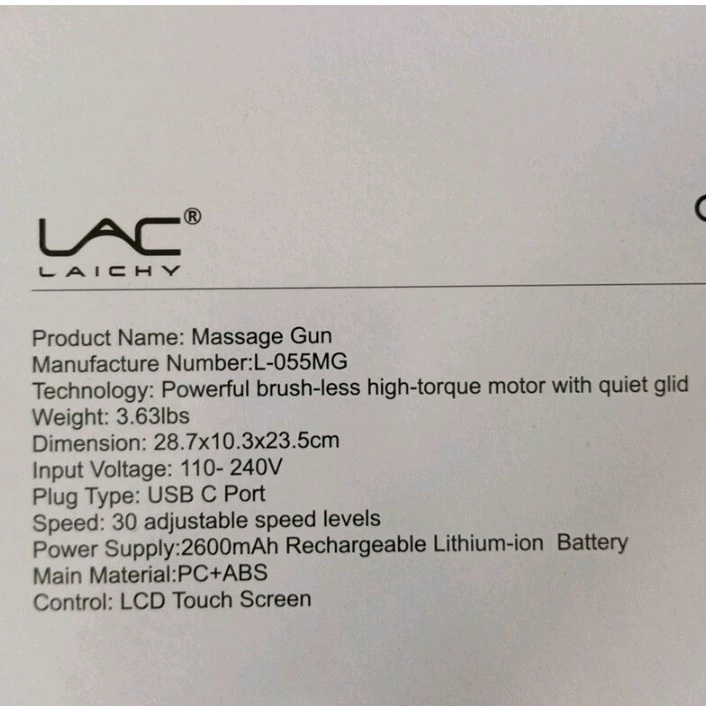 LAC®
LAICHY
Product Name: Massage Gun
Manufacture Number:L-055MG
Technology: Powerful brush-less high-torque motor with quiet glid
Weight: 3.63lbs
Dimension: 28.7x10.3x23.5cm
Input Voltage: 110- 240V
Plug Type: USB C Port
Speed: 30 adjustable speed levels
Power Supply:2600mAh Rechargeable Lithium-ion  Battery
Main Material:PC+ABS
Control: LCD Touch Screen